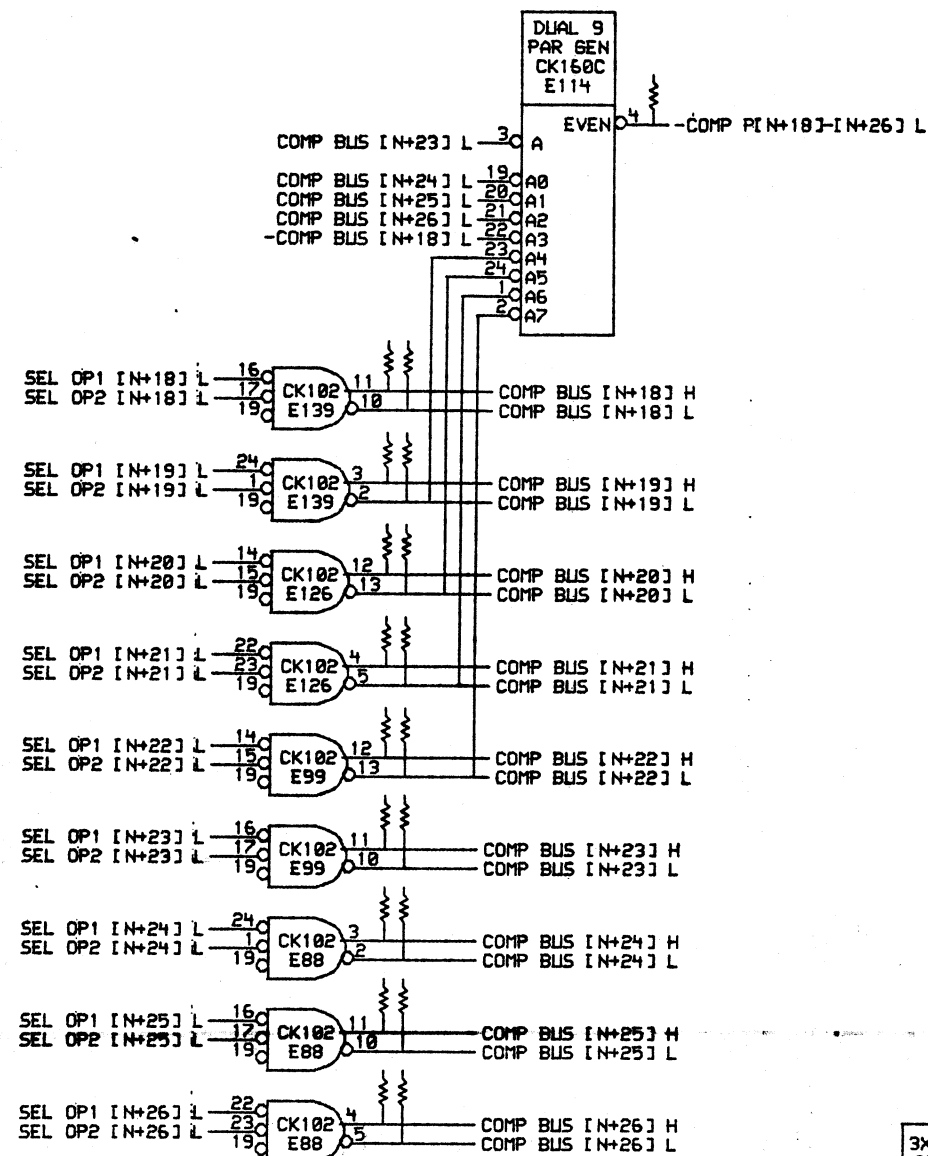 DUAL 9
PAR GEN
CK160C
E114
EVEN 4 -COMP P[N+18]-[N+26] L
COMP BUS [N+23] L 3 A
COMP BUS [N+24] L 19 A0
COMP BUS [N+25] L 20 A1
COMP BUS [N+26] L 21 A2
-COMP BUS [N+18] L 22 A3
23 A4
24 A5
1 A6
2 A7
SEL OP1 [N+18] L 16 11 COMP BUS [N+18] H
SEL OP2 [N+18] L 17 CK102 10 COMP BUS [N+18] L
19 E139
SEL OP1 [N+19] L 24 3 COMP BUS [N+19] H
SEL OP2 [N+19] L 1 CK102 2 COMP BUS [N+19] L
19 E139
SEL OP1 [N+20] L 14 12 COMP BUS [N+20] H
SEL OP2 [N+20] L 15 CK102 13 COMP BUS [N+20] L
19 E126
SEL OP1 [N+21] L 22 4 COMP BUS [N+21] H
SEL OP2 [N+21] L 23 CK102 5 COMP BUS [N+21] L
19 E126
SEL OP1 [N+22] L 14 12 COMP BUS [N+22] H
SEL OP2 [N+22] L 15 CK102 13 COMP BUS [N+22] L
19 E99
SEL OP1 [N+23] L 16 11 COMP BUS [N+23] H
SEL OP2 [N+23] L 17 CK102 10 COMP BUS [N+23] L
19 E99
SEL OP1 [N+24] L 24 3 COMP BUS [N+24] H
SEL OP2 [N+24] L 1 CK102 2 COMP BUS [N+24] L
19 E88
SEL OP1 [N+25] L 16 11 COMP BUS [N+25] H
SEL OP2 [N+25] L 17 CK102 10 COMP BUS [N+25] L
19 E88
SEL OP1 [N+26] L 22 4 COMP BUS [N+26] H
SEL OP2 [N+26] L 23 CK102 5 COMP BUS [N+26] L
19 E88
3X